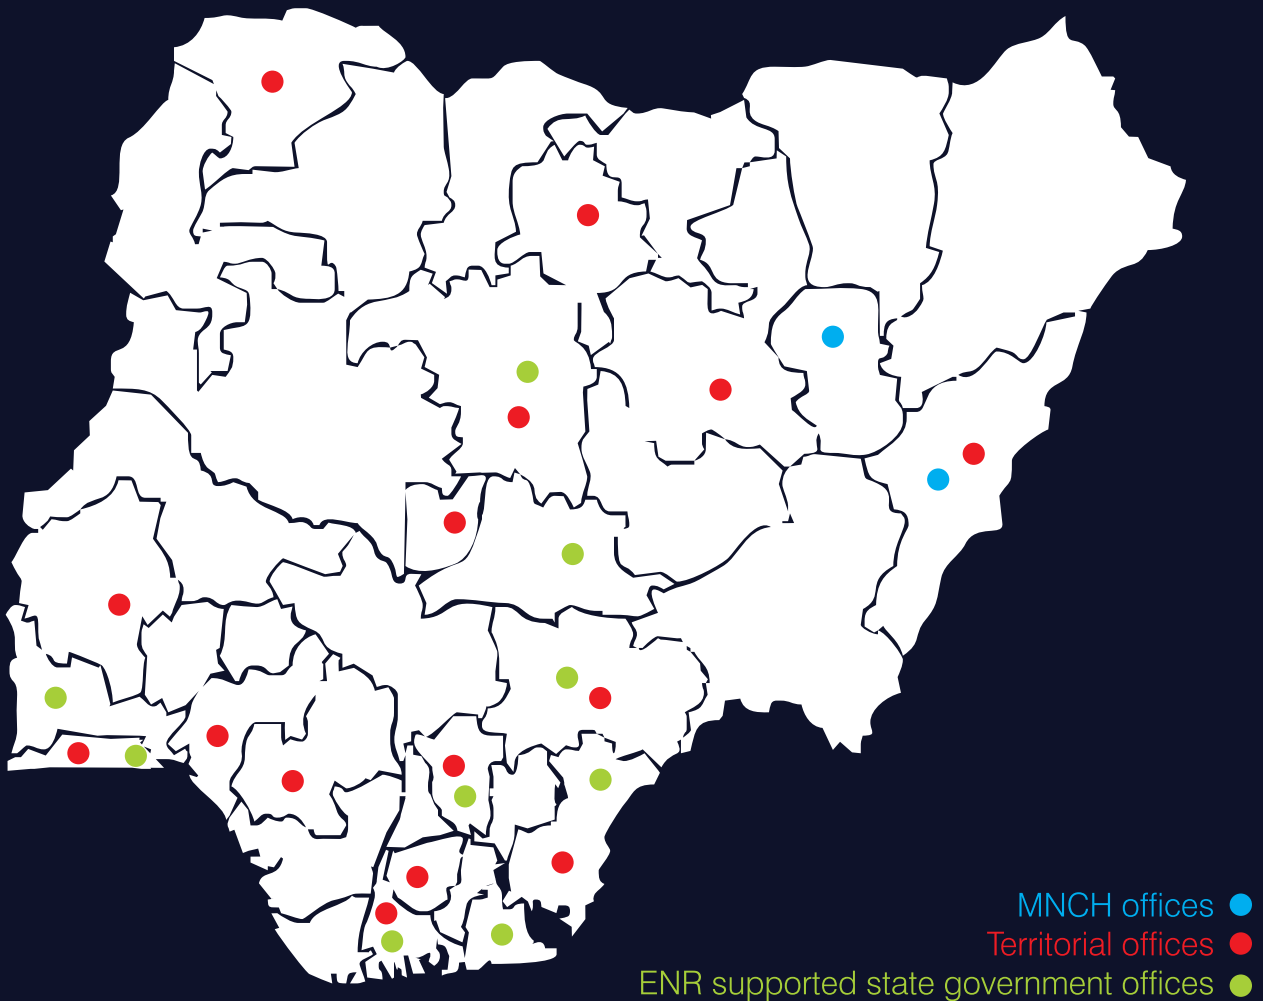 MNCH offices
Territorial offices
ENR supported state government offices